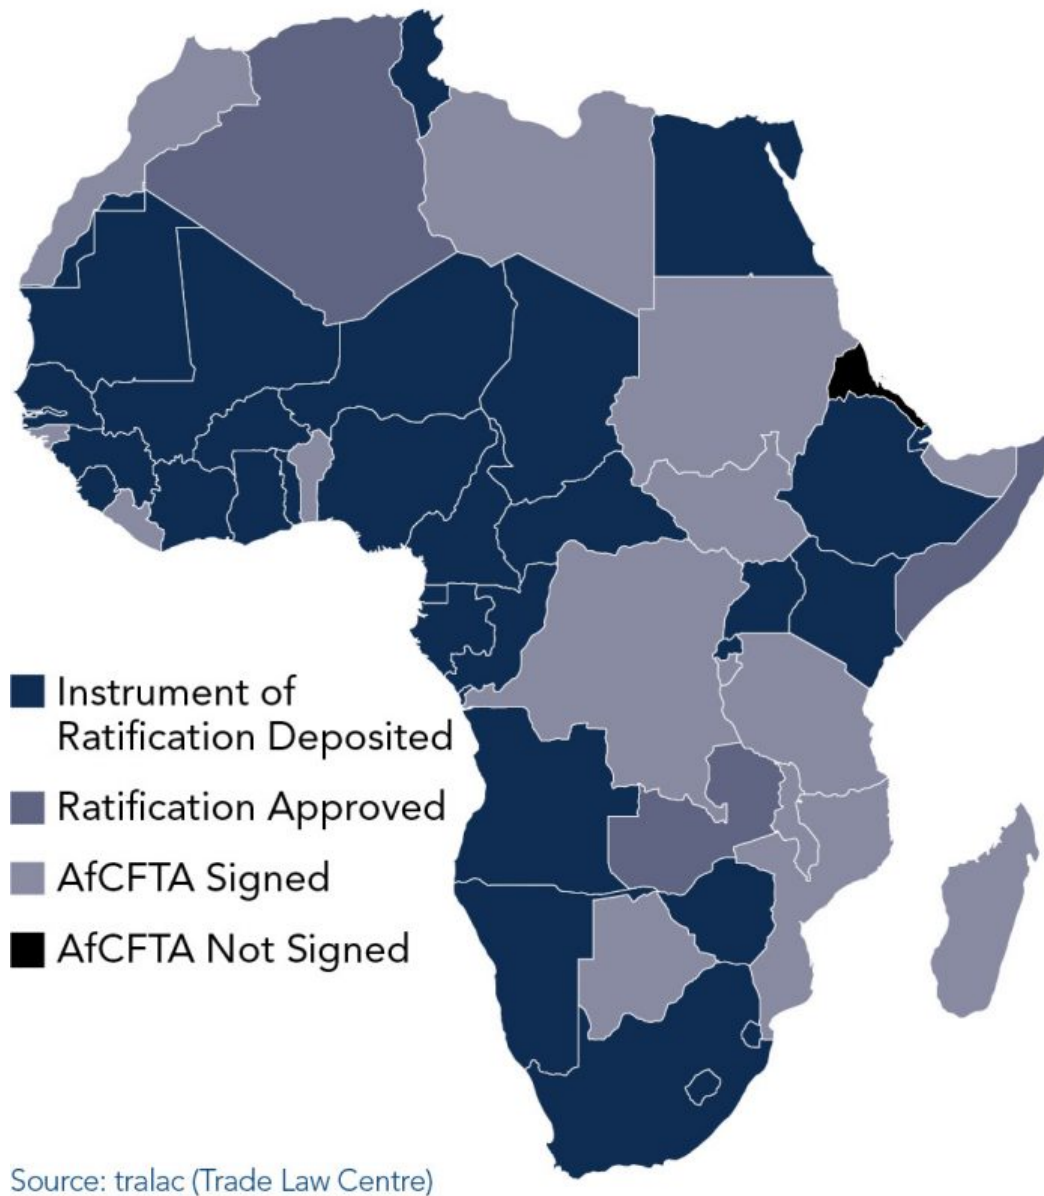 Instrument of
Ratification Deposited
Ratification Approved
AfCFTA Signed
AfCFTA Not Signed
Source: tralac (Trade Law Centre)